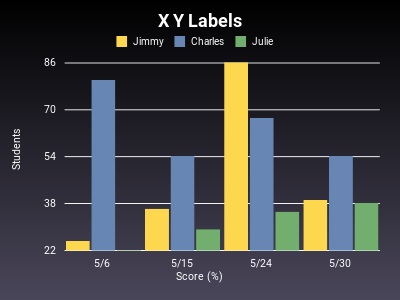 X Y Labels
Jimmy Charles Julie
86
70
54
38
22
Students
5/6 5/15 5/24 5/30
Score (%)